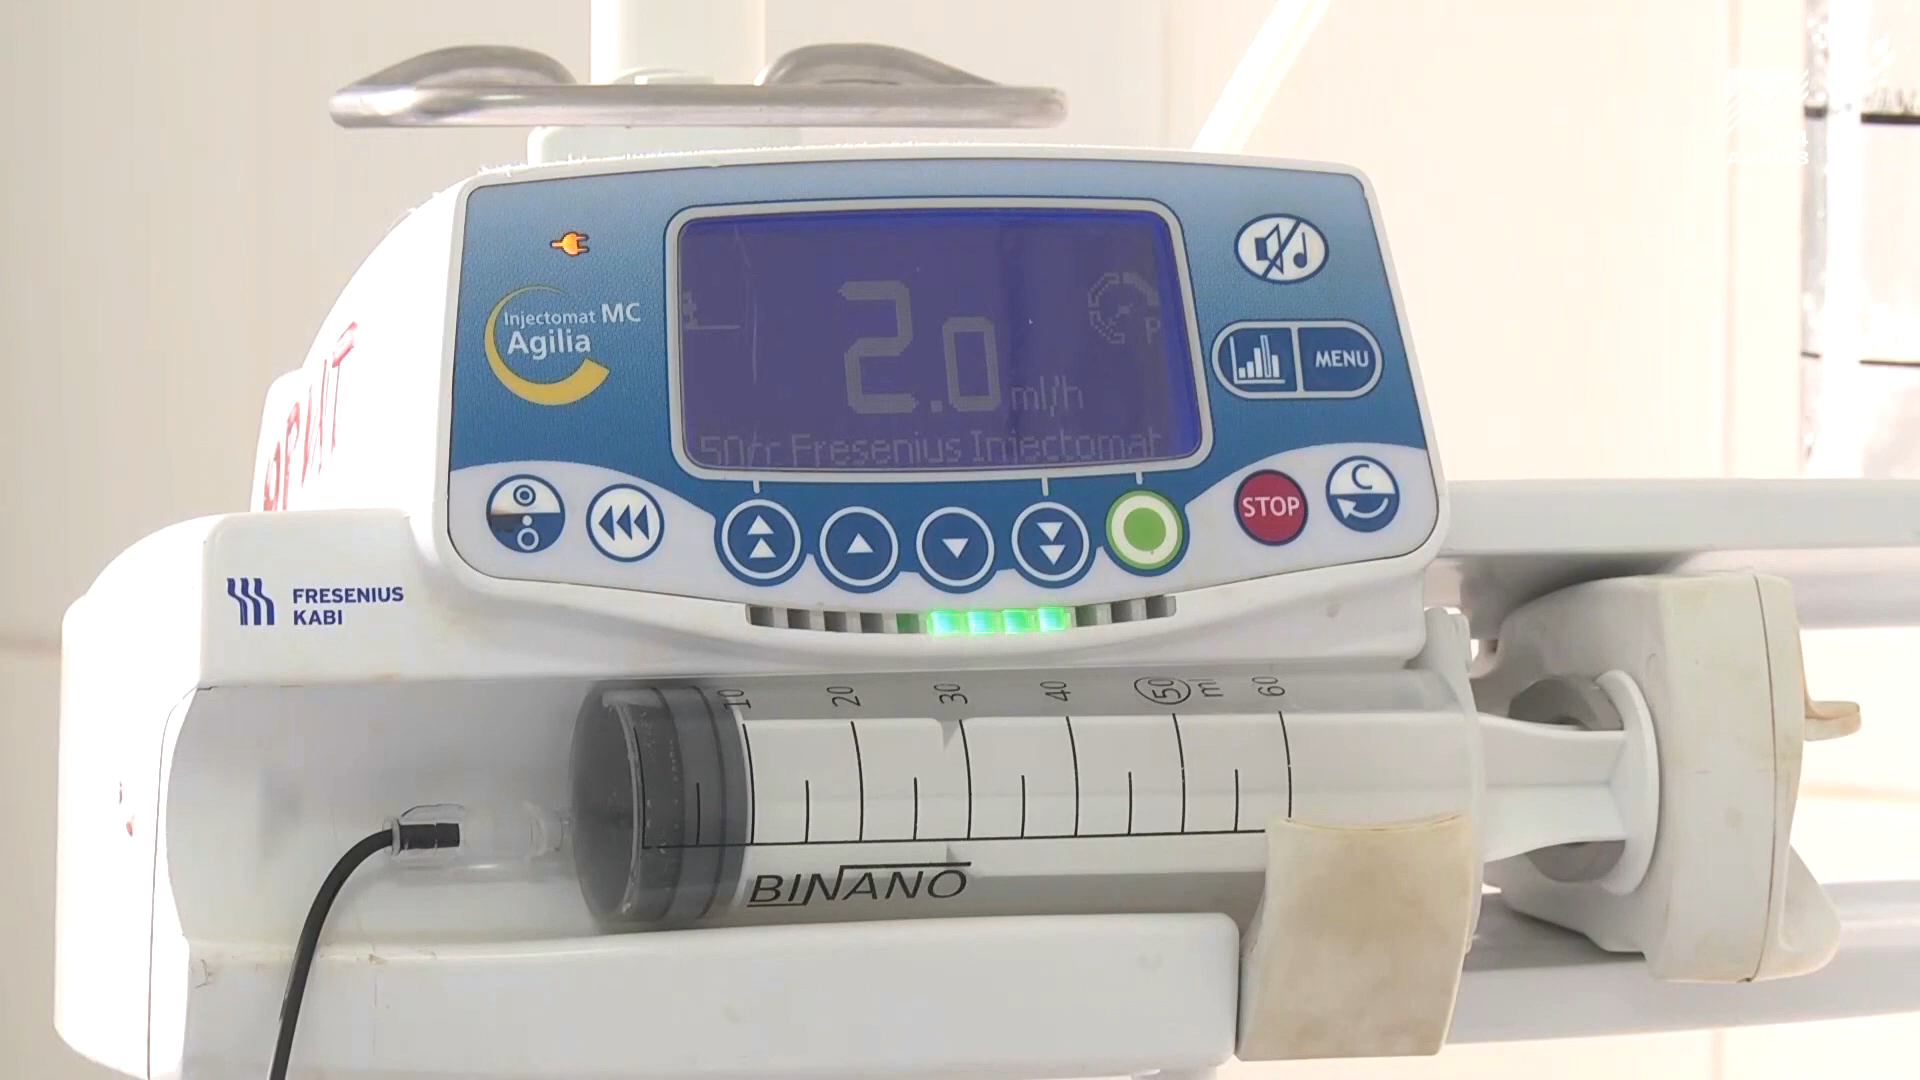 Injectomat MC
Agilia
2.0 ml/h
P
50cc Fresenius Injectomat
MENU
STOP
C
FRESENIUS
KABI
10 20 30 40 50 ml 60
BINANO